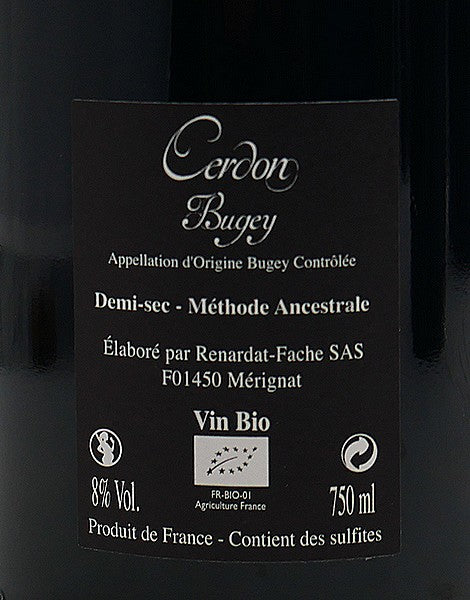 Cerdon
Bugey
Appellation d'Origine Bugey Contrôlée
Demi-sec - Méthode Ancestrale
Élaboré par Renardat-Fache SAS
F01450 Mérignat
Vin Bio
FR-BIO-01
Agriculture France
8% Vol.
750 ml
Produit de France - Contient des sulfites